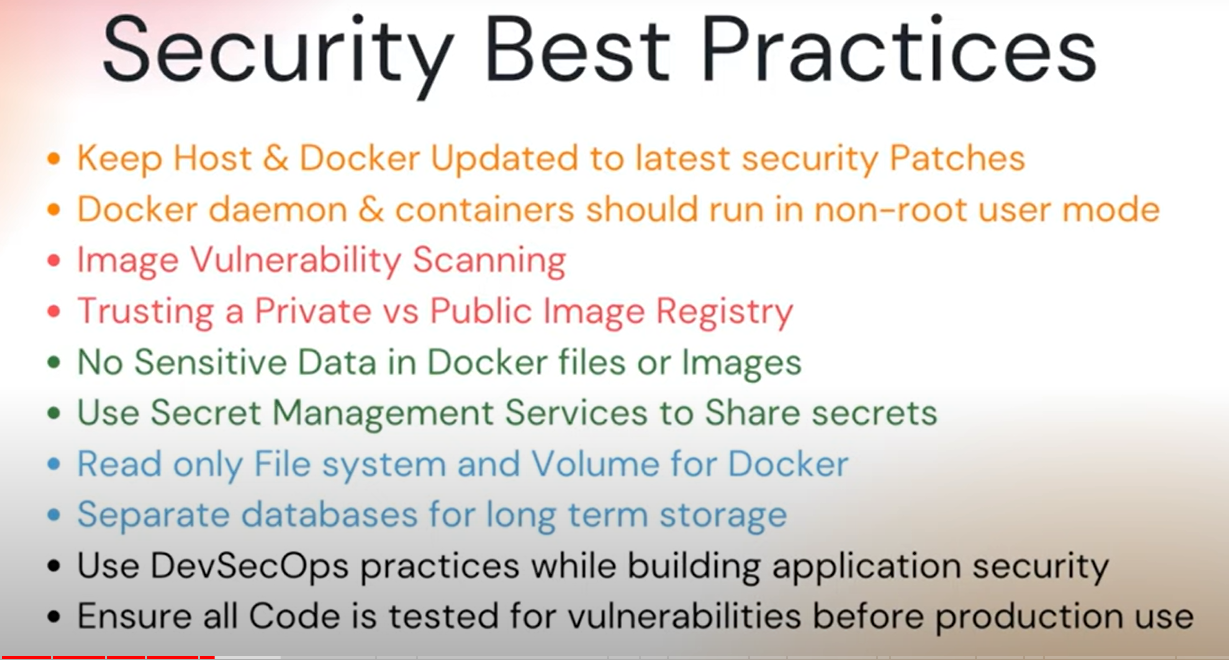 Security Best Practices
• Keep Host & Docker Updated to latest security Patches
• Docker daemon & containers should run in non-root user mode
• Image Vulnerability Scanning
• Trusting a Private vs Public Image Registry
• No Sensitive Data in Docker files or Images
• Use Secret Management Services to Share secrets
• Read only File system and Volume for Docker
• Separate databases for long term storage
• Use DevSecOps practices while building application security
• Ensure all Code is tested for vulnerabilities before production use